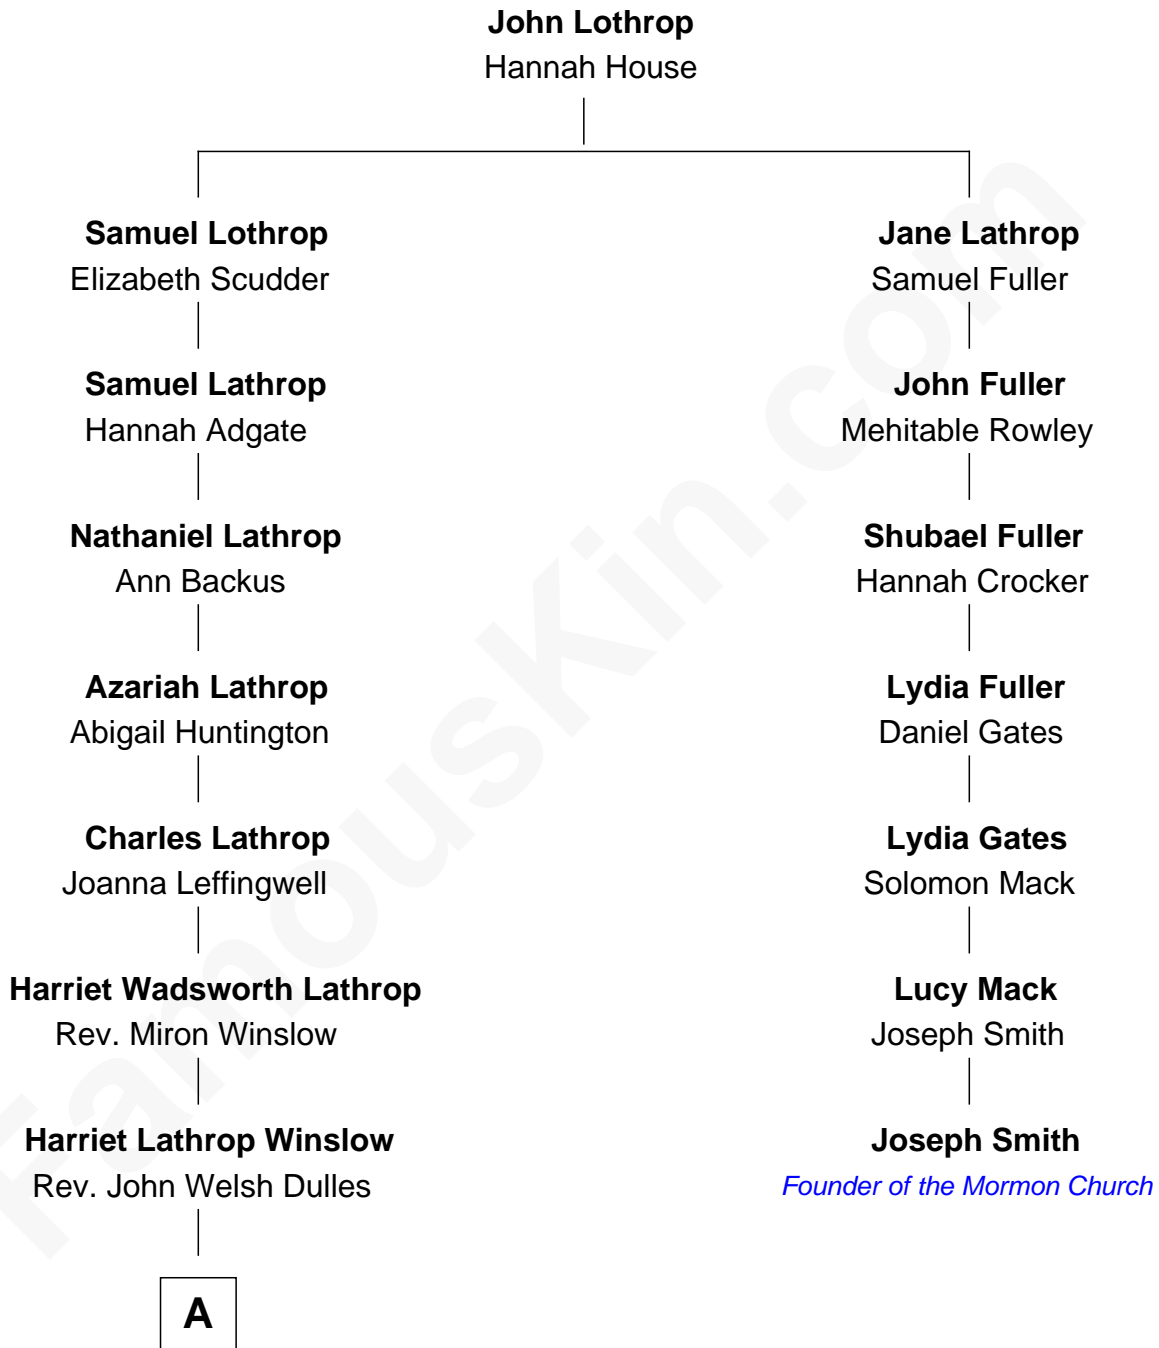 John Lothrop
Hannah House
Samuel Lothrop
Elizabeth Scudder
Samuel Lathrop
Hannah Adgate
Nathaniel Lathrop
Ann Backus
Azariah Lathrop
Abigail Huntington
Charles Lathrop
Joanna Leffingwell
Harriet Wadsworth Lathrop
Rev. Miron Winslow
Harriet Lathrop Winslow
Rev. John Welsh Dulles
A
Jane Lathrop
Samuel Fuller
John Fuller
Mehitable Rowley
Shubael Fuller
Hannah Crocker
Lydia Fuller
Daniel Gates
Lydia Gates
Solomon Mack
Lucy Mack
Joseph Smith
Joseph Smith
Founder of the Mormon Church
FamousKin.com